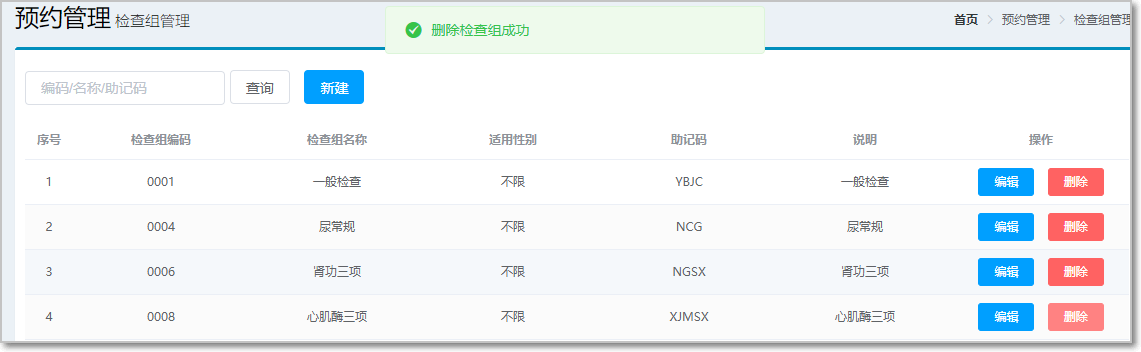 预约管理 检查组管理
删除检查组成功
首页 > 预约管理 > 检查组管理
编码/名称/助记码 查询 新建
序号 检查组编码 检查组名称 适用性别 助记码 说明 操作
1 0001 一般检查 不限 YBJC 一般检查 编辑 删除
2 0004 尿常规 不限 NCG 尿常规 编辑 删除
3 0006 肾功三项 不限 NGSX 肾功三项 编辑 删除
4 0008 心肌酶三项 不限 XJMSX 心肌酶三项 编辑 删除